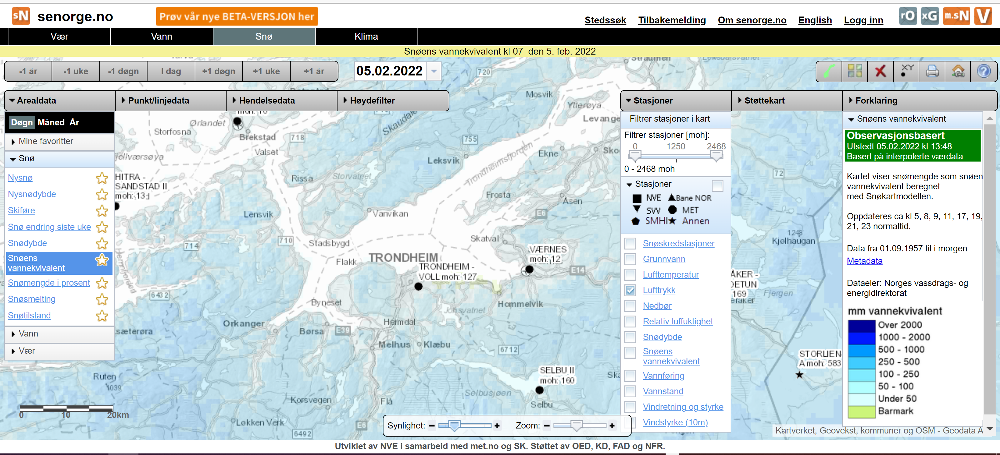 sN senorge.no
Prøv vår nye BETA-VERSJON her
Stedssøk Tilbakemelding Om senorge.no English Logg inn
rO xG m.sN V
Vær Vann Snø Klima
Snøens vannekvivalent kl 07 den 5. feb. 2022
-1 år -1 uke -1 døgn I dag +1 døgn +1 uke +1 år
05.02.2022
XY
Arealdata Punkt/linjedata Hendelsesdata Høydefilter
Stasjoner Støttekart Forklaring
Døgn Måned År
Mine favoritter
Snø
Nysnø
Nysnødybde
Skiføre
Snø endring siste uke
Snødybde
Snøens
vannekvivalent
Snømengde i prosent
Snøsmelting
Snøtilstand
Vann
Vær
Straumen
720
Mosvik
Ytterøya
Ørlandet
Storfosna
Brekstad
718
Valset
Skaudale
755
Leksvik
Trondheimsfjorden
Ekne
HITRA -
SANDSTAD II
moh: 13
Rissa
Storvatnet
Frosta
Åsen
Lensvik
Vanvikan
E6
714
710
Stadsbygd
Skatval
Flakk
TRONDHEIM
TRONDHEIM -
VOLL moh: 127
VÆRNES
moh: 12
E14
6432
Byneset
Hommelvik
Jonsvatnet
Orkanger
Heimdal
Børsa
E39
Melhus
Klæbu
6712
SELBU II
moh: 160
Selbusjøen
Selbu
Ruten
1039
Korsvegen
Flå
Løkken Verk
E6
6492
0 10 20km
72
1248
Kjølhaugan
Fjergen
169
STORLIEN-
A moh: 583
Filtrer stasjoner i kart
Filtrer stasjoner [moh]:
0 1250 2468
0 - 2468 moh
Stasjoner
NVE Bane NOR
SVV MET
SMHI Annen
Snøskredstasjoner
Grunnvann
Lufttemperatur
Lufttrykk
Nedbør
Relativ luffuktighet
Snødybde
Snøens
vannekvivalent
Vannføring
Vannstand
Vindretning og styrke
Vindstyrke (10m)
Snøens vannekvivalent
Observasjonsbasert
Utstedt 05.02.2022 kl 13:48
Basert på interpolerte værdata
Kartet viser snømengde som snøen
vannekvivalent beregnet
med Snøkartmodellen.
Oppdateres ca kl 5, 8, 9, 11, 17, 19,
21, 23 normaltid.
Data fra 01.09.1957 til i morgen
Metadata
Dataeier: Norges vassdrags- og
energidirektorat
mm vannekvivalent
Over 2000
1000 - 2000
500 - 1000
250 - 500
100 - 250
50 - 100
Under 50
Barmark
Synlighet: Zoom:
Kartverket, Geovekst, kommuner og OSM - Geodata A
Utviklet av NVE i samarbeid med met.no og SK. Støttet av OED, KD, FAD og NFR.